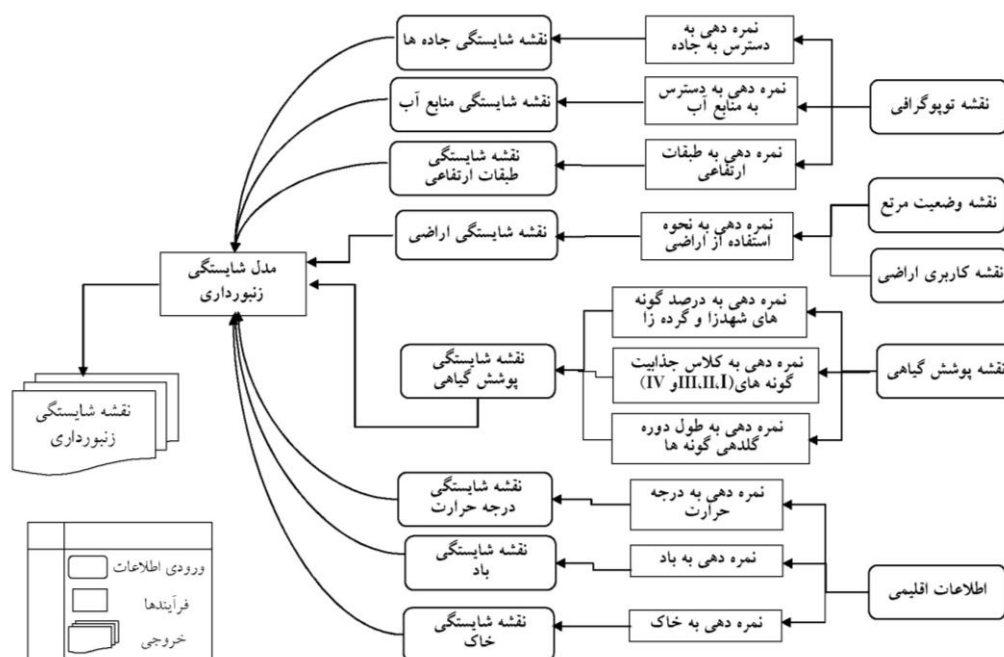 نقشه توپوگرافی
نقشه وضعیت مرتع
نقشه کاربری اراضی
نقشه پوشش گیاهی
اطلاعات اقلیمی
نمره دهی به
دسترس به جاده
نمره دهی به دسترس
به منابع آب
نمره دهی به طبقات
ارتفاعی
نمره دهی به نحوه
استفاده از اراضی
نمره دهی به درصد گونه
های شهدزا و گرده زا
نمره دهی به کلاس جذابیت
گونه های(III،II،I و IV)
نمره دهی به طول دوره
گلدهی گونه ها
نمره دهی به درجه
حرارت
نمره دهی به باد
نمره دهی به خاک
نقشه شایستگی جاده ها
نقشه شایستگی منابع آب
نقشه شایستگی
طبقات ارتفاعی
نقشه شایستگی اراضی
نقشه شایستگی
پوشش گیاهی
نقشه شایستگی
درجه حرارت
نقشه شایستگی
باد
نقشه شایستگی
خاک
مدل شایستگی
زنبورداری
نقشه شایستگی
زنبورداری
ورودی اطلاعات
فرآیندها
خروجی